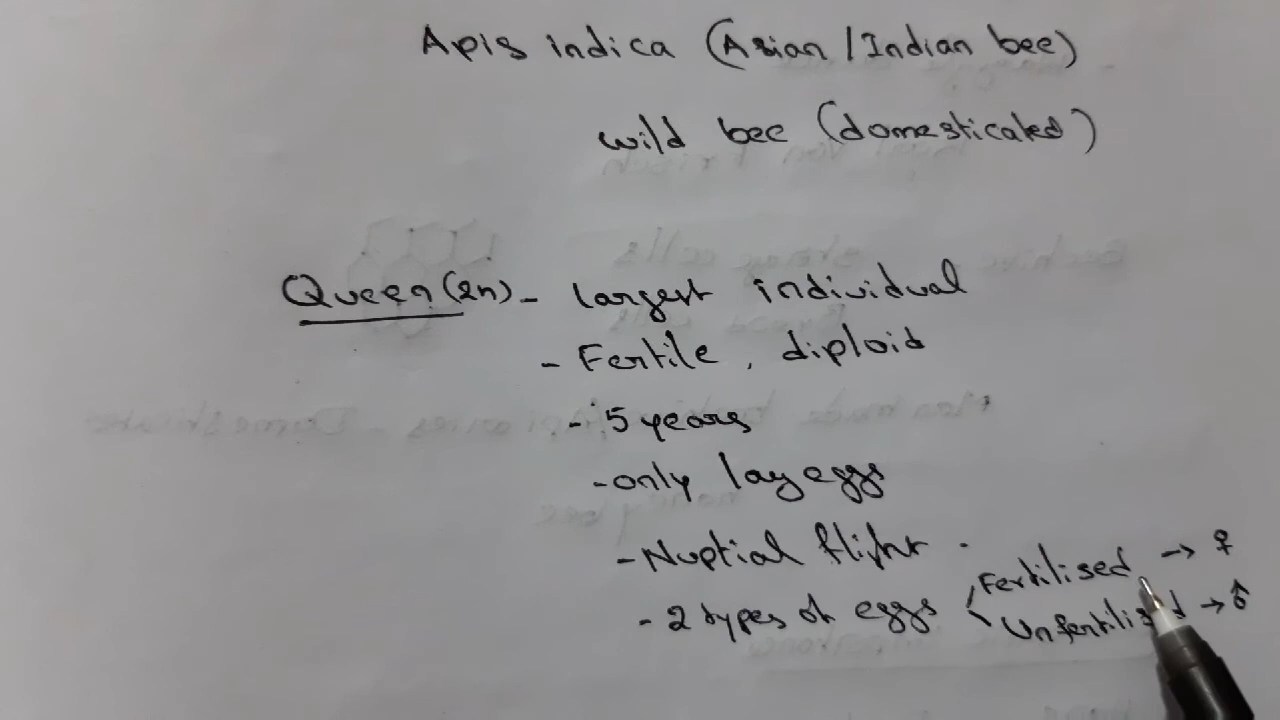 Apis indica (Asian / Indian bee)
wild bee (domesticated)
Queen (2n) - largest individual
- Fertile, diploid
- 5 years
- only lay eggs
- Nuptial flight
- 2 types of eggs
Fertilised → ♀
Unfertilised → ♂